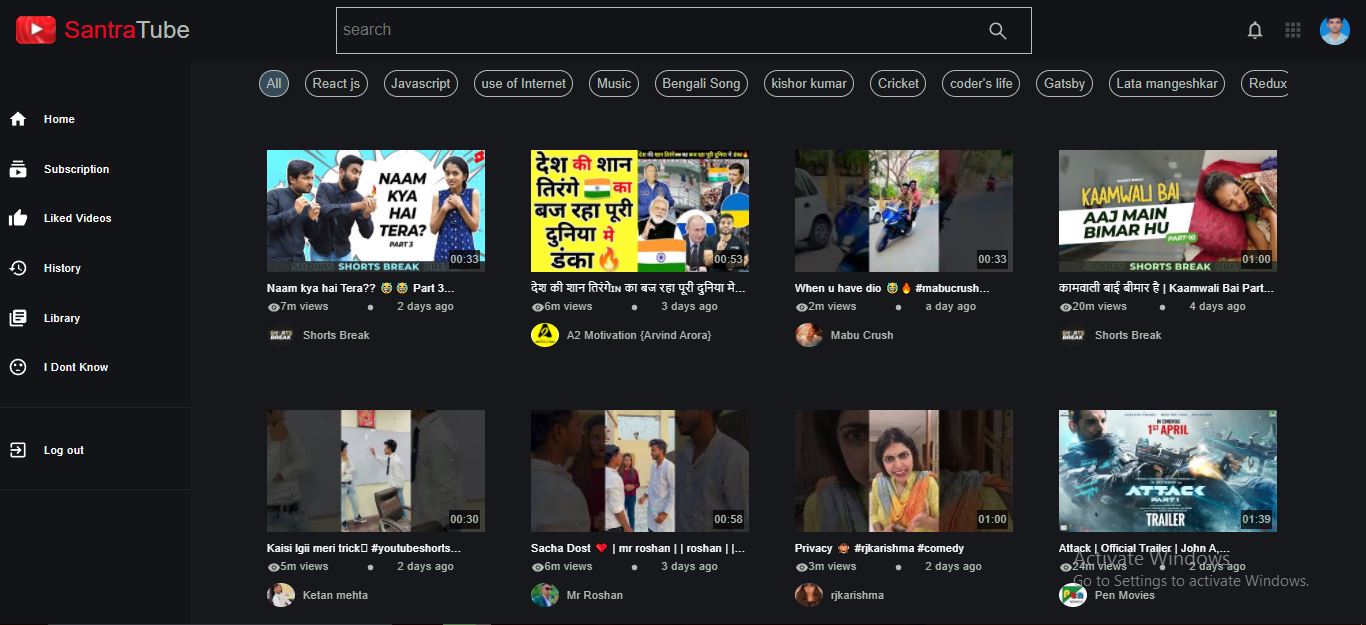 SantraTube
search
All
React js
Javascript
use of Internet
Music
Bengali Song
kishor kumar
Cricket
coder's life
Gatsby
Lata mangeshkar
Redux
Home
Subscription
Liked Videos
History
Library
I Dont Know
Log out
NAAM
KYA
HAI
TERA?
PART 3
SHORTS BREAK
00:33
Naam kya hai Tera?? 😭 😭 Part 3...
7m views • 2 days ago
Shorts Break
देश की शान
तिरंगे 🇮🇳 का
बज रहा पूरी
दुनिया मे
डंका🔥
00:53
देश की शान तिरंगेIN का बज रहा पूरी दुनिया मे...
6m views • 3 days ago
A2 Motivation {Arvind Arora}
00:33
When u have dio 😭🔥 #mabucrush...
2m views • a day ago
Mabu Crush
KAAMWALI BAI
AAJ MAIN
BIMAR HU
PART-10
01:00
कामवाली बाई बीमार है | Kaamwali Bai Part...
20m views • 4 days ago
SHORTS
BREAK
Shorts Break
00:30
Kaisi lgii meri trick▯ #youtubeshorts...
5m views • 2 days ago
Ketan mehta
00:58
Sacha Dost ❤ | mr roshan | | roshan | |...
6m views • 3 days ago
Mr Roshan
01:00
Privacy 🙊 #rjkarishma #comedy
3m views • 2 days ago
rjkarishma
IN CINEMAS
1ST APRIL
ATTACK
PART 1
TRAILER
01:39
Attack | Official Trailer | John A,...
24m views • 2 days ago
Pen Movies
Activate Windows
Go to Settings to activate Windows.